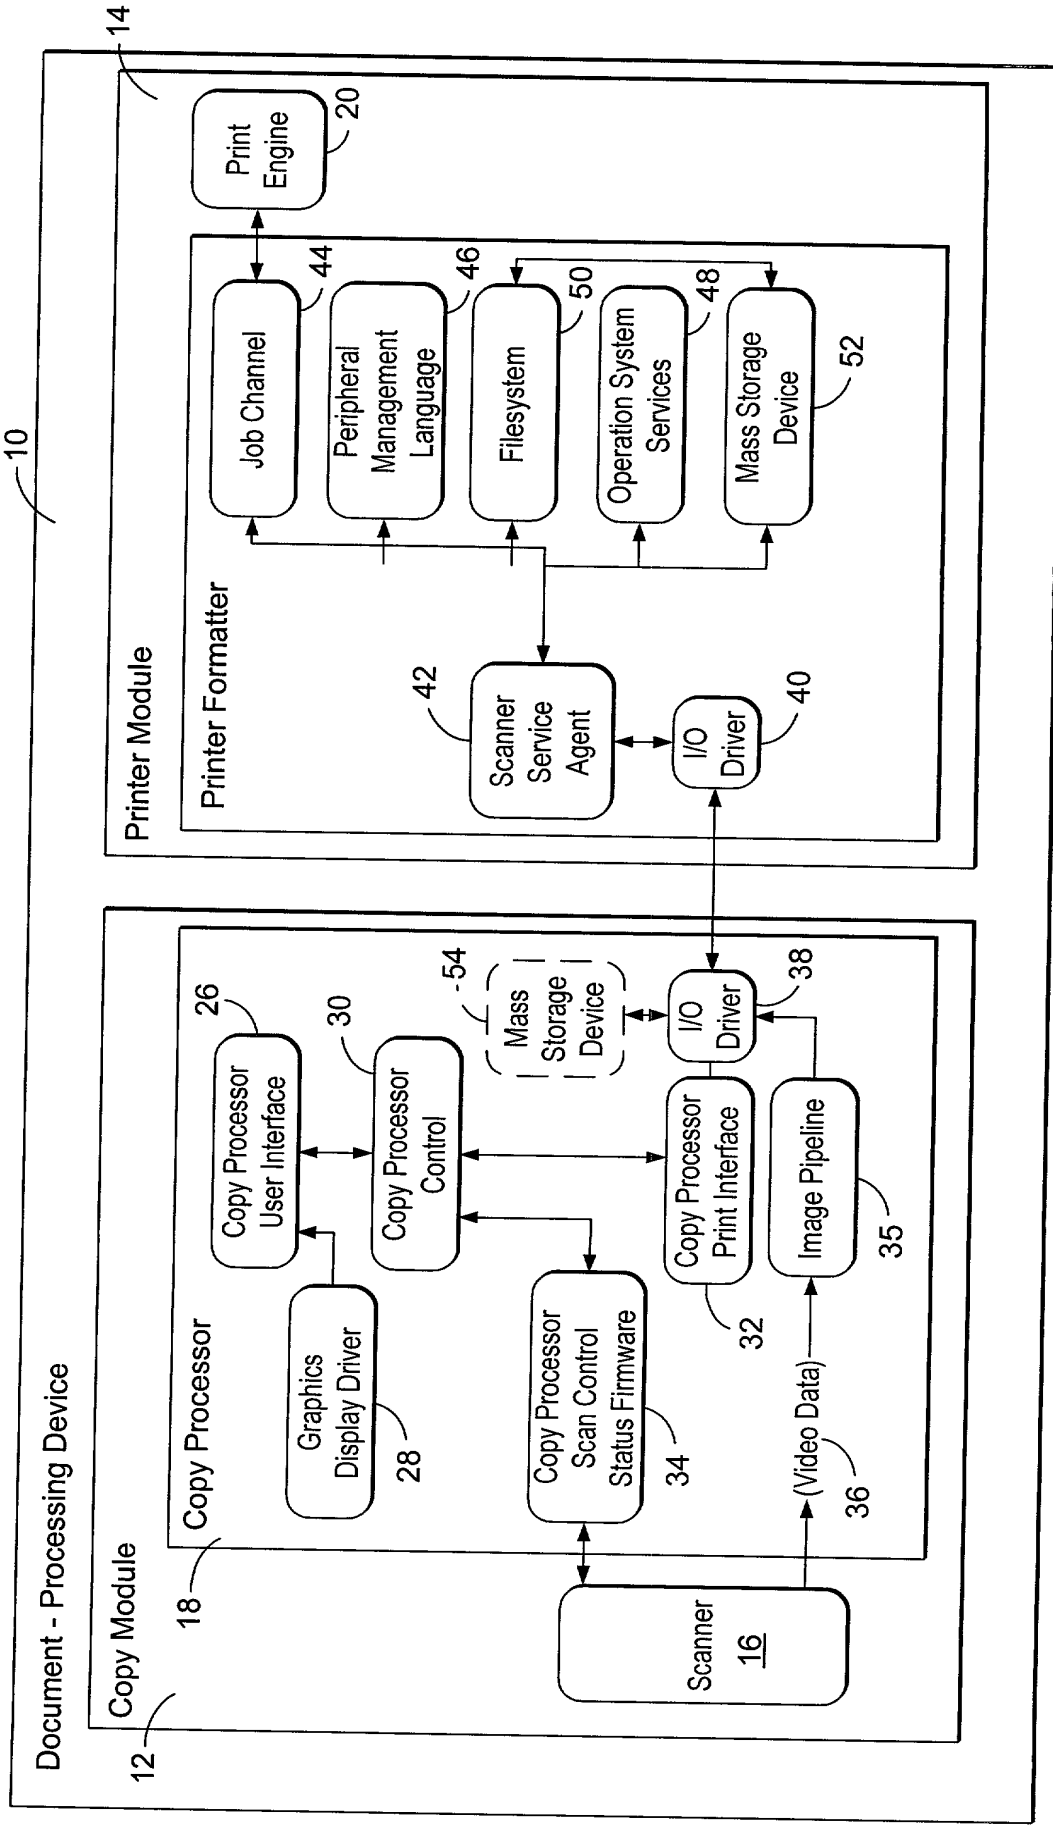 10
Document - Processing Device
12
Copy Module
18
Copy Processor
Graphics
Display Driver
28
Copy Processor
User Interface
26
Copy Processor
Control
30
Copy Processor
Scan Control
Status Firmware
34
Scanner
16
(Video Data)
36
Copy Processor
Print Interface
32
Image Pipeline
35
Mass
Storage
Device
54
I/O
Driver
38
14
Printer Module
Printer Formatter
Scanner
Service
Agent
42
I/O
Driver
40
Job Channel
44
Peripheral
Management
Language
46
Filesystem
50
Operation System
Services
48
Mass Storage
Device
52
Print
Engine
20